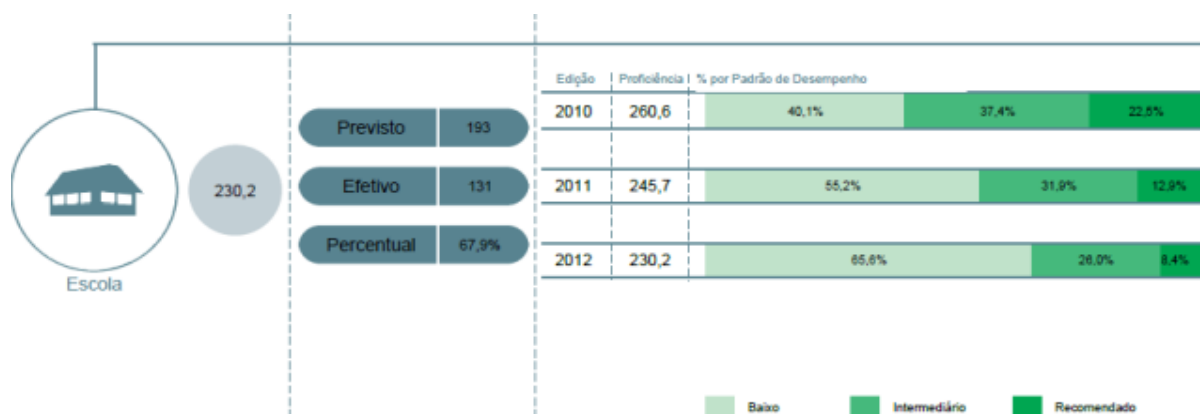 Edição Proficiência % por Padrão de Desempenho
2010 260,6 40,1% 37,4% 22,5%
Previsto 193
230,2
Efetivo 131
2011 245,7 55,2% 31,9% 12,9%
Percentual 67,9%
2012 230,2 65,6% 26,0% 8,4%
Escola
Baixo Intermediário Recomendado